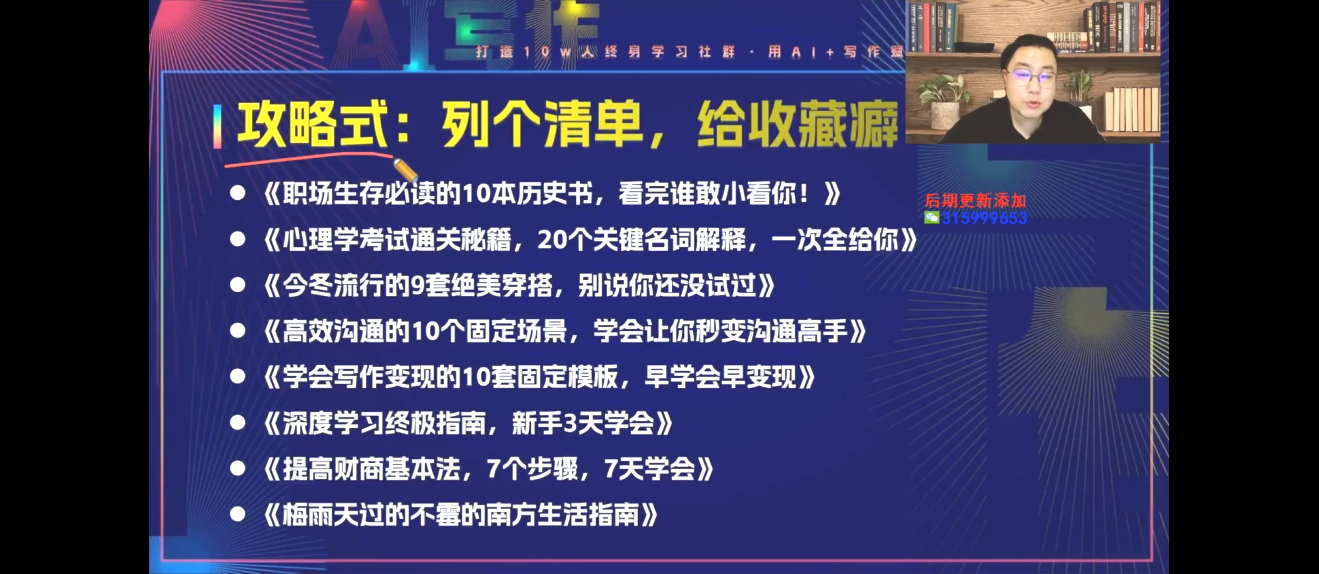 AI写作
打造10w人终身学习社群·用AI+写作赋
攻略式：列个清单，给收藏癖
《职场生存必读的10本历史书，看完谁敢小看你！》
后期更新添加
315999653
《心理学考试通关秘籍，20个关键名词解释，一次全给你》
《今冬流行的9套绝美穿搭，别说你还没试过》
《高效沟通的10个固定场景，学会让你秒变沟通高手》
《学会写作变现的10套固定模板，早学会早变现》
《深度学习终极指南，新手3天学会》
《提高财商基本法，7个步骤，7天学会》
《梅雨天过的不霉的南方生活指南》